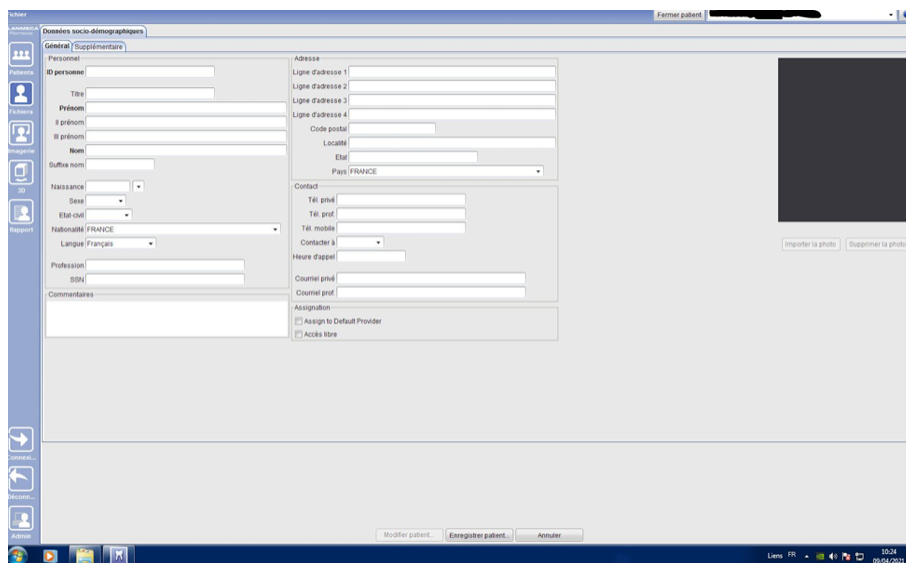 Fichier
Fermer patient
PLANMECA
Romexis
Données socio-démographiques
Général Supplémentaire
Patients
Fichiers
Imagerie
3D
Rapport
Personnel
ID personne
Titre
Prénom
II prénom
III prénom
Nom
Suffixe nom
Naissance
Sexe
Etat-civil
Nationalité FRANCE
Langue Français
Profession
SSN
Commentaires
Adresse
Ligne d'adresse 1
Ligne d'adresse 2
Ligne d'adresse 3
Ligne d'adresse 4
Code postal
Localité
Etat
Pays FRANCE
Contact
Tél. privé
Tél. prof.
Tél. mobile
Contacter à
Heure d'appel
Courriel privé
Courriel prof.
Assignation
Assign to Default Provider
Accès libre
Importer la photo Supprimer la photo
Connexi...
Déconn...
Admin
Modifier patient... Enregistrer patient... Annuler
Liens FR 10:24
09/04/2021